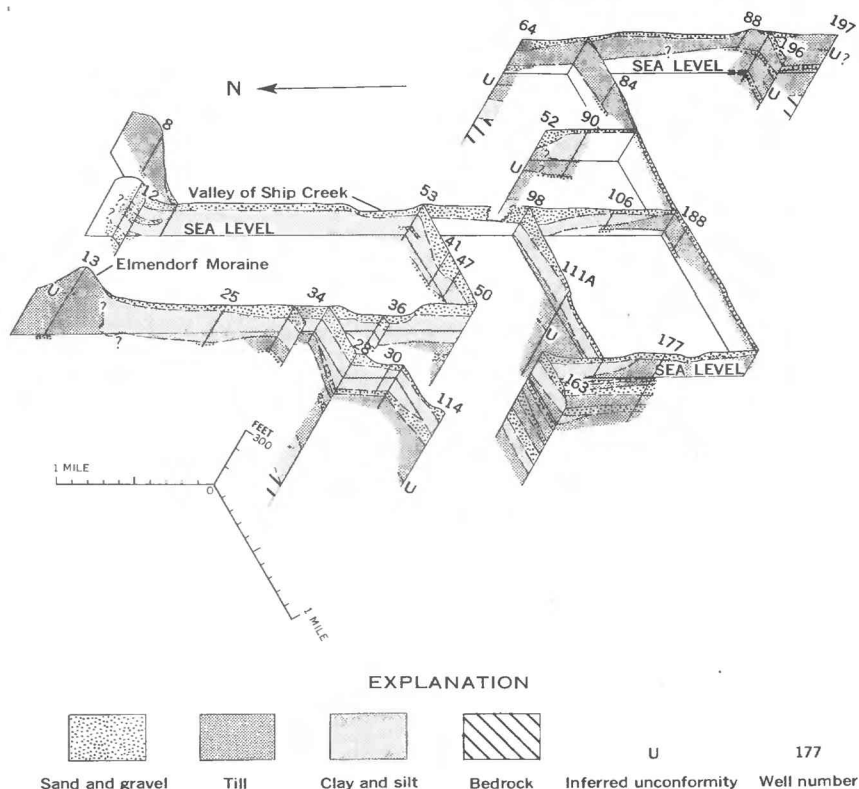 64
88
197
196
U?
?
SEA LEVEL
U
84
U
N
52
90
?
U
8
12
?
?
?
?
Valley of Ship Creek
53
98
106
188
SEA LEVEL
41
47
50
111A
13
Elmendorf Moraine
U
?
?
25
34
36
28
30
114
U
U
177
SEA LEVEL
163
FEET
300
1 MILE
0
1 MILE
EXPLANATION
U
177
Sand and gravel
Till
Clay and silt
Bedrock
Inferred unconformity
Well number